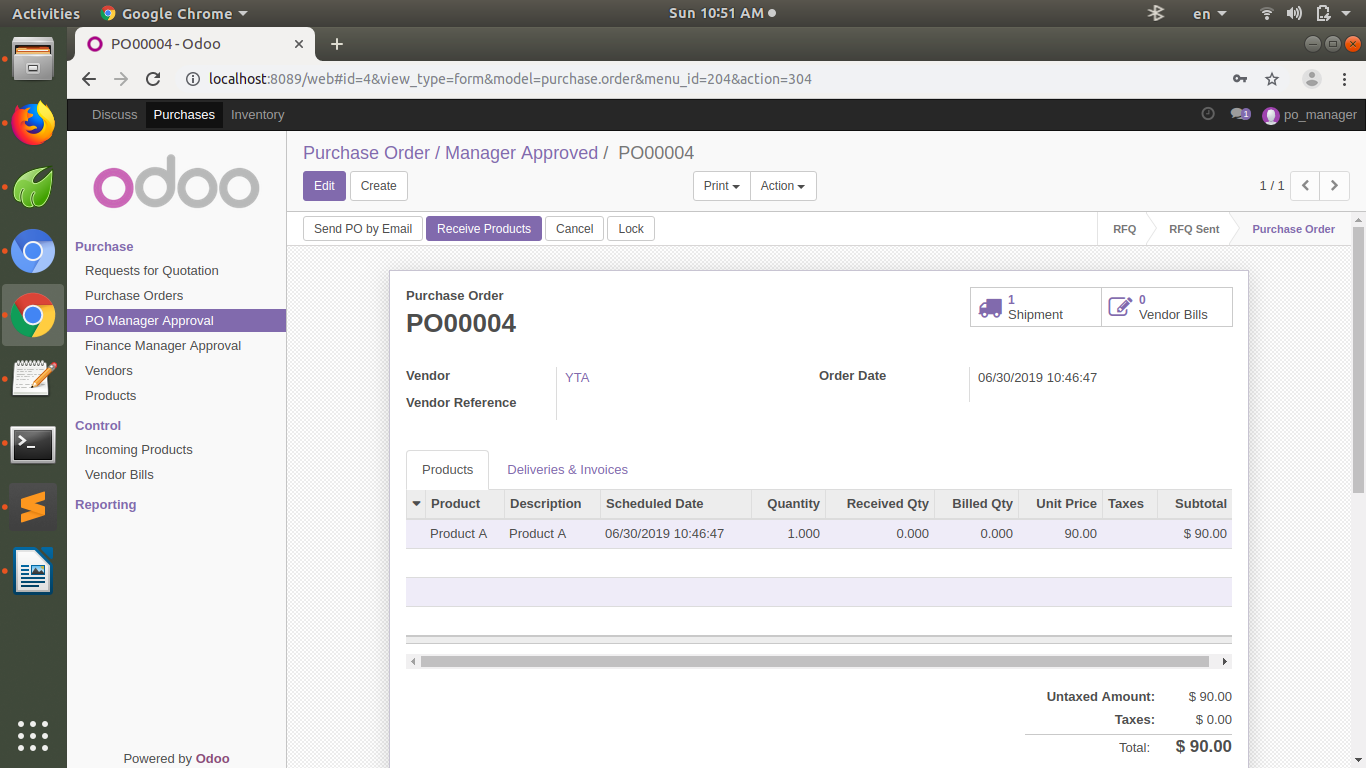 Activities Google Chrome Sun 10:51 AM en
PO00004 - Odoo
localhost:8089/web#id=4&view_type=form&model=purchase.order&menu_id=204&action=304
Discuss Purchases Inventory 1 po_manager
odoo
Purchase
Requests for Quotation
Purchase Orders
PO Manager Approval
Finance Manager Approval
Vendors
Products
Control
Incoming Products
Vendor Bills
Reporting
Powered by Odoo
Purchase Order / Manager Approved / PO00004
Edit Create Print Action 1 / 1
Send PO by Email Receive Products Cancel Lock RFQ RFQ Sent Purchase Order
Purchase Order
PO00004
1 Shipment
0 Vendor Bills
Vendor YTA Order Date 06/30/2019 10:46:47
Vendor Reference
Products Deliveries & Invoices
Product Description Scheduled Date Quantity Received Qty Billed Qty Unit Price Taxes Subtotal
Product A Product A 06/30/2019 10:46:47 1.000 0.000 0.000 90.00 $ 90.00
Untaxed Amount: $ 90.00
Taxes: $ 0.00
Total: $ 90.00